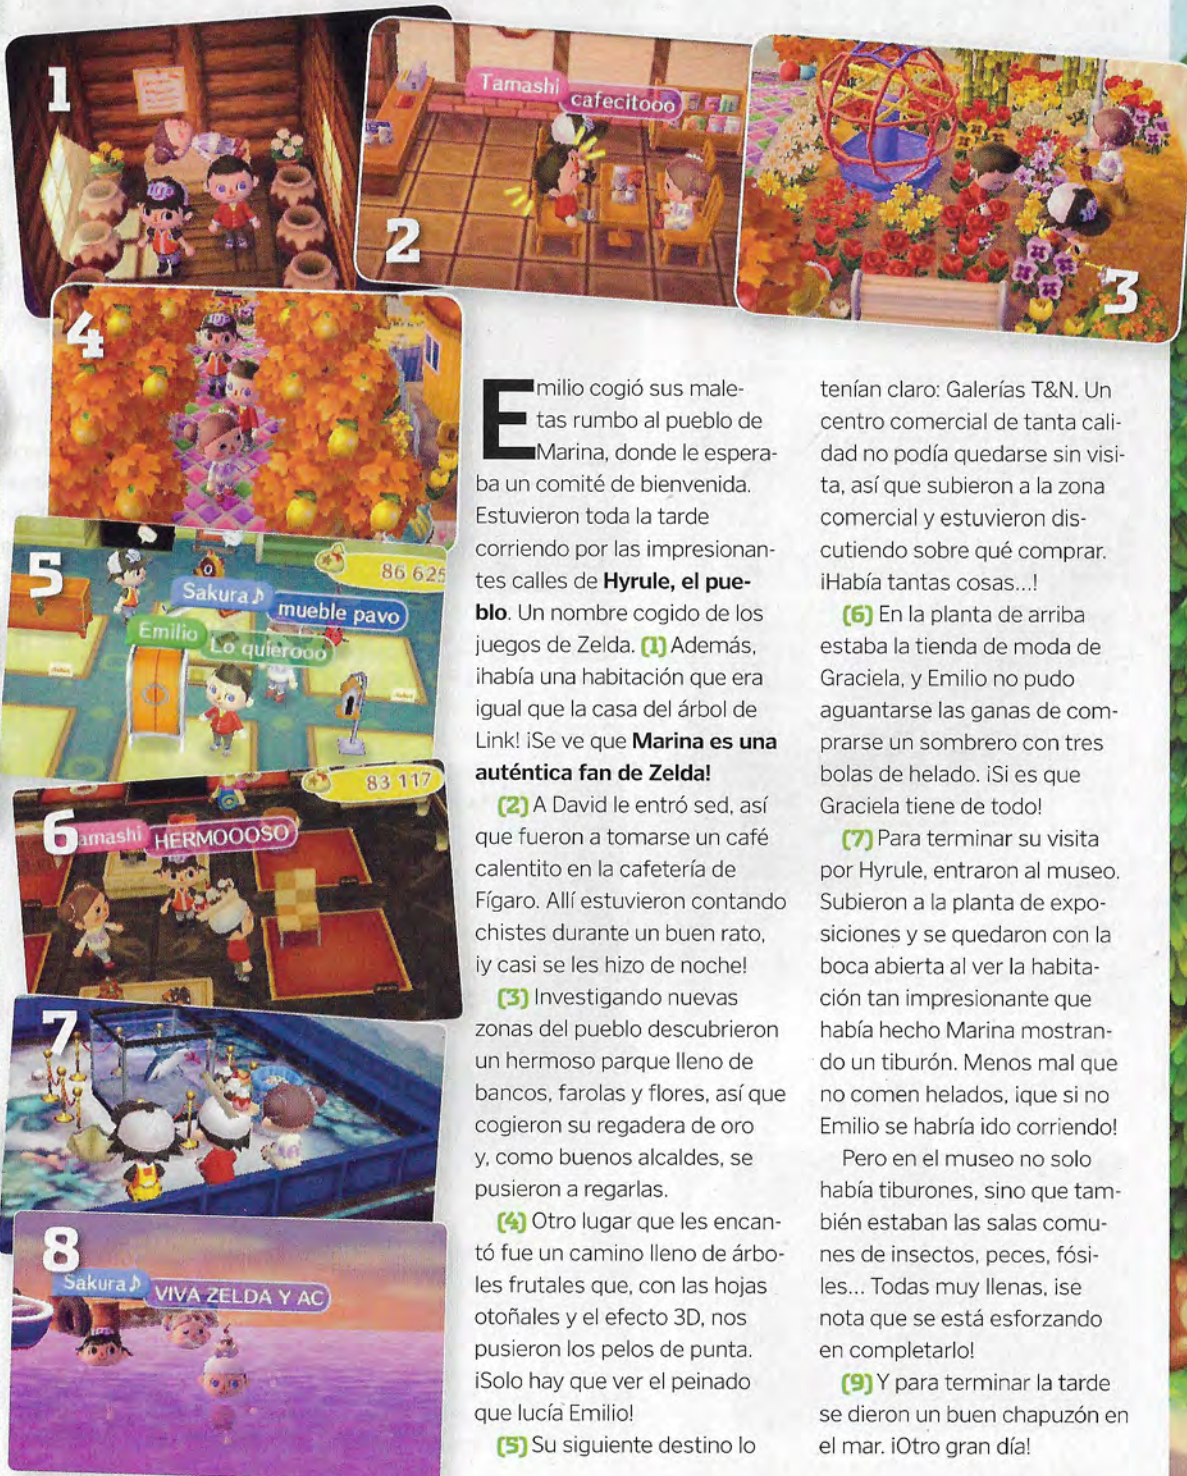 1
Tamashi
cafecitooo
2
3
4
5
86 625
Sakura♪
mueble pavo
Emilio
Lo quierooo
83 117
6
amashi
HERMOOOSO
7
8
Sakura♪
VIVA ZELDA Y AC
Emilio cogió sus male-
tas rumbo al pueblo de
Marina, donde le espera-
ba un comité de bienvenida.
Estuvieron toda la tarde
corriendo por las impresionan-
tes calles de Hyrule, el pue-
blo. Un nombre cogido de los
juegos de Zelda. (1) Además,
¡había una habitación que era
igual que la casa del árbol de
Link! ¡Se ve que Marina es una
auténtica fan de Zelda!
(2) A David le entró sed, así
que fueron a tomarse un café
calentito en la cafetería de
Fígaro. Allí estuvieron contando
chistes durante un buen rato,
¡y casi se les hizo de noche!
(3) Investigando nuevas
zonas del pueblo descubrieron
un hermoso parque lleno de
bancos, farolas y flores, así que
cogieron su regadera de oro
y, como buenos alcaldes, se
pusieron a regarlas.
(4) Otro lugar que les encan-
tó fue un camino lleno de árbo-
les frutales que, con las hojas
otoñales y el efecto 3D, nos
pusieron los pelos de punta.
¡Solo hay que ver el peinado
que lucía Emilio!
(5) Su siguiente destino lo
tenían claro: Galerías T&N. Un
centro comercial de tanta cali-
dad no podía quedarse sin visi-
ta, así que subieron a la zona
comercial y estuvieron dis-
cutiendo sobre qué comprar.
¡Había tantas cosas...!
(6) En la planta de arriba
estaba la tienda de moda de
Graciela, y Emilio no pudo
aguantarse las ganas de com-
prarse un sombrero con tres
bolas de helado. ¡Si es que
Graciela tiene de todo!
(7) Para terminar su visita
por Hyrule, entraron al museo.
Subieron a la planta de expo-
siciones y se quedaron con la
boca abierta al ver la habita-
ción tan impresionante que
había hecho Marina mostran-
do un tiburón. Menos mal que
no comen helados, ¡que si no
Emilio se habría ido corriendo!
Pero en el museo no solo
había tiburones, sino que tam-
bién estaban las salas comu-
nes de insectos, peces, fósi-
les... Todas muy llenas, ¡se
nota que se está esforzando
en completarlo!
(9) Y para terminar la tarde
se dieron un buen chapuzón en
el mar. ¡Otro gran día!